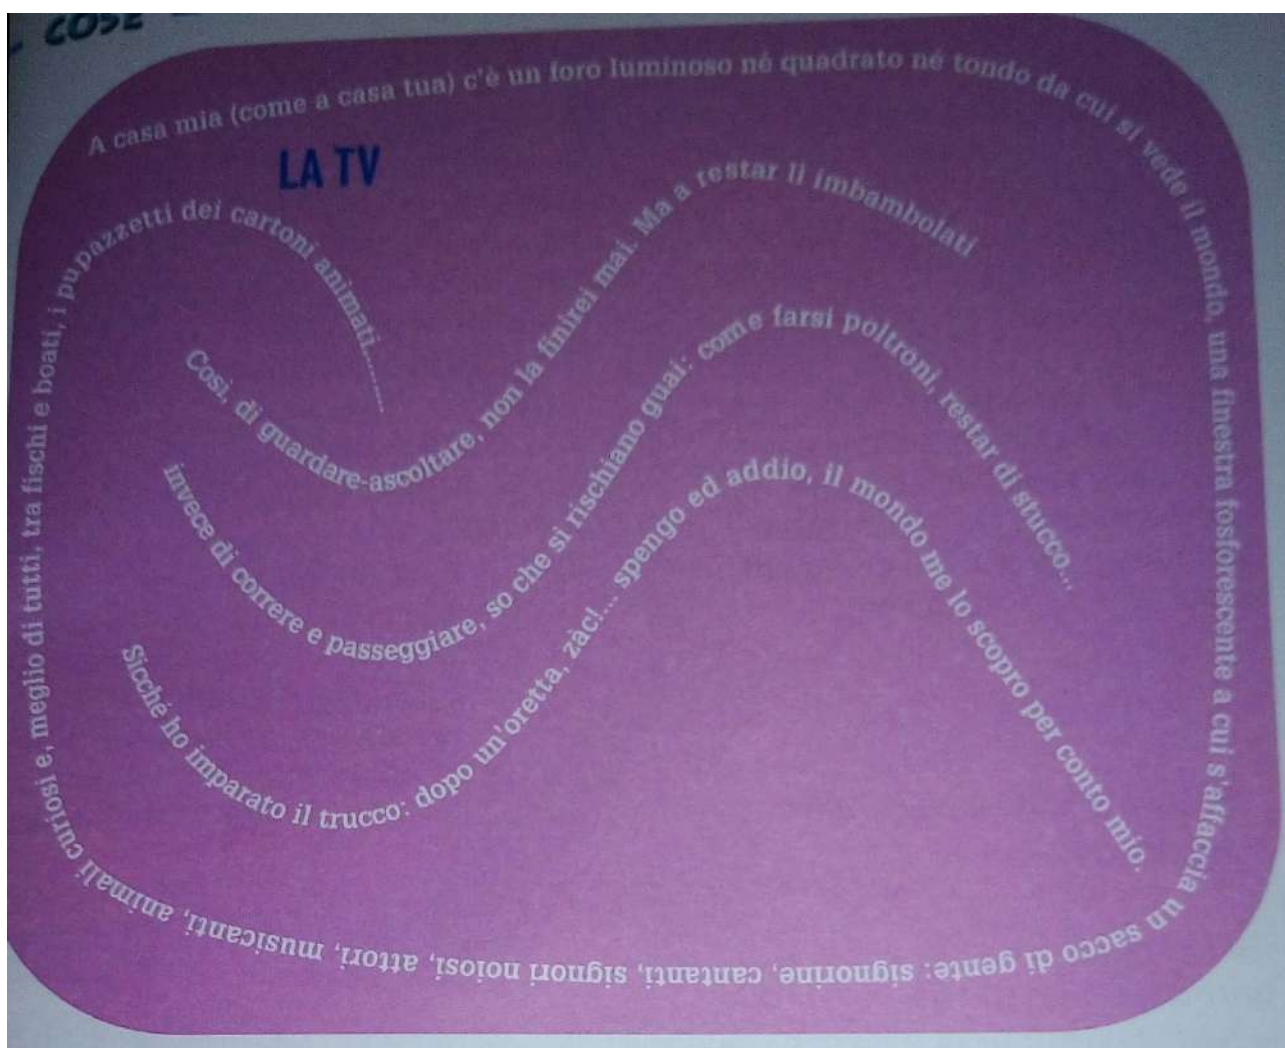 COSE
LA TV
A casa mia (come a casa tua) c'è un foro luminoso né quadrato né tondo da cui si vede il mondo, una finestra fosforescente a cui s'affaccia un sacco di gente: signorine, cantanti, signori noiosi, attori, musicanti, animali curiosi e, meglio di tutti, tra fischi e boati, i pupazzetti dei cartoni animati.........
Così, di guardare-ascoltare, non la finirei mai. Ma a restar lì imbambolati
invece di correre e passeggiare, so che si rischiano guai: come farsi poltroni, restar di stucco...
Sicché ho imparato il trucco: dopo un'oretta, zàc!... spengo ed addio, il mondo me lo scopro per conto mio.